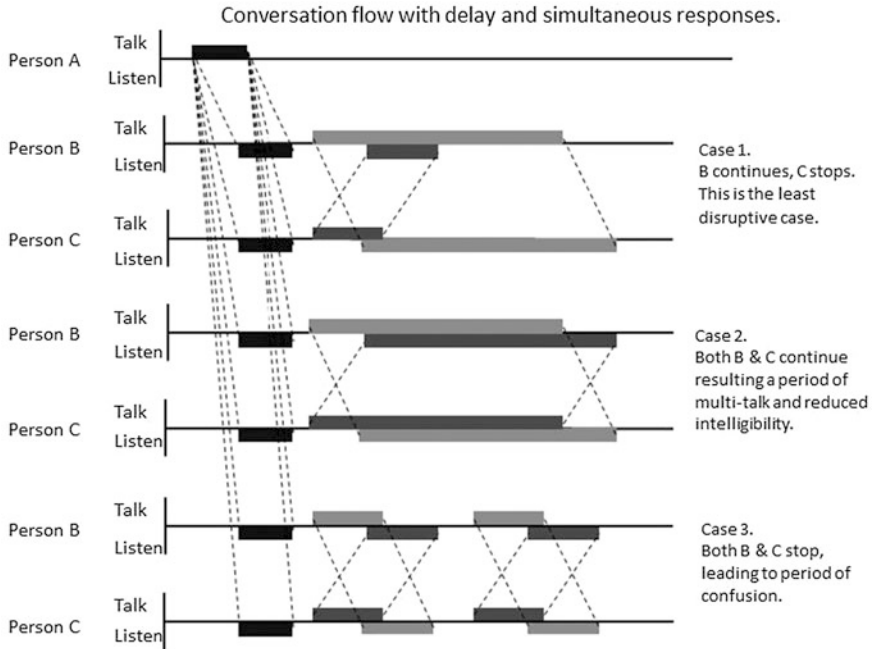 Conversation flow with delay and simultaneous responses.
Person A
Talk
Listen
Person B
Talk
Listen
Person C
Talk
Listen
Case 1.
B continues, C stops.
This is the least
disruptive case.
Person B
Talk
Listen
Person C
Talk
Listen
Case 2.
Both B & C continue
resulting a period of
multi-talk and reduced
intelligibility.
Person B
Talk
Listen
Person C
Talk
Listen
Case 3.
Both B & C stop,
leading to period of
confusion.